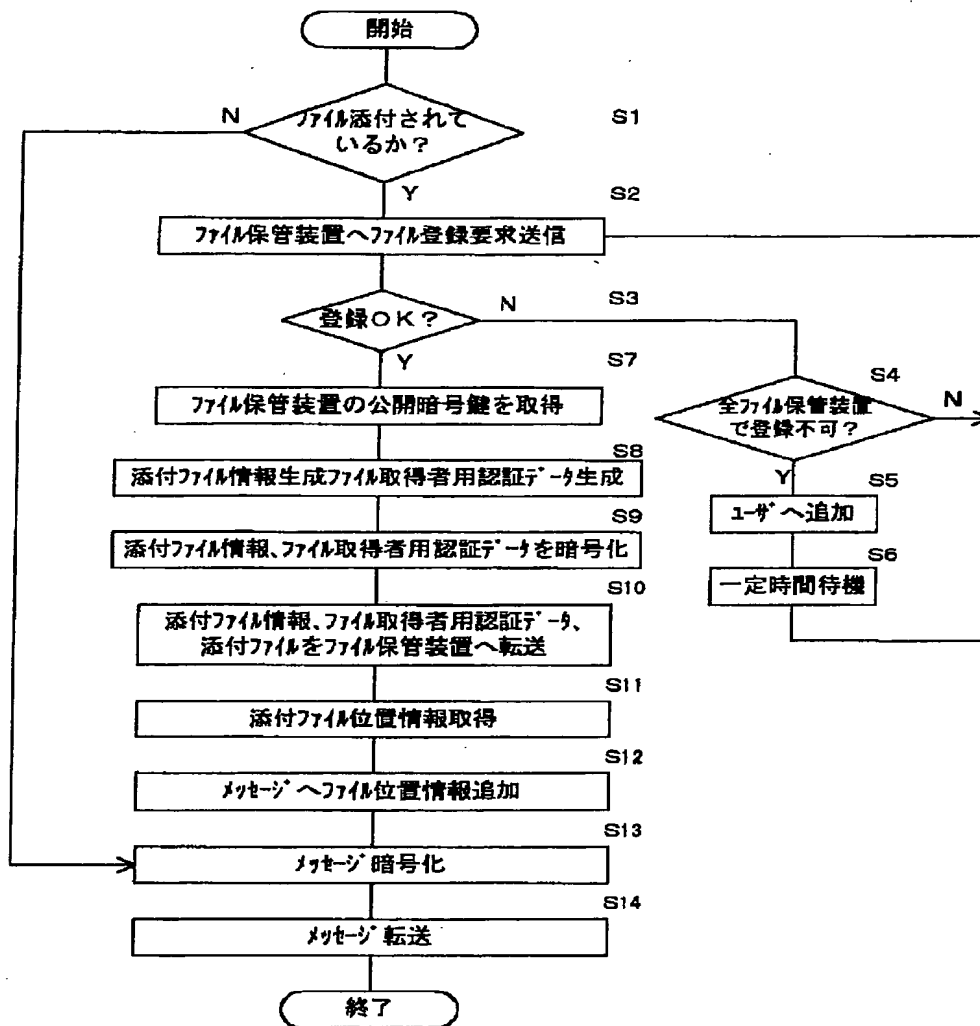 開始
N
ファイル添付されて
いるか？
S1
Y
S2
ファイル保管装置へファイル登録要求送信
登録ＯＫ？
N
S3
Y
S7
ファイル保管装置の公開暗号鍵を取得
S4
全ファイル保管装置
で登録不可？
N
Y
S5
ユーザへ追加
S6
一定時間待機
S8
添付ファイル情報生成ファイル取得者用認証データ生成
S9
添付ファイル情報、ファイル取得者用認証データを暗号化
S10
添付ファイル情報、ファイル取得者用認証データ、
添付ファイルをファイル保管装置へ転送
S11
添付ファイル位置情報取得
S12
メッセージへファイル位置情報追加
S13
メッセージ暗号化
S14
メッセージ転送
終了